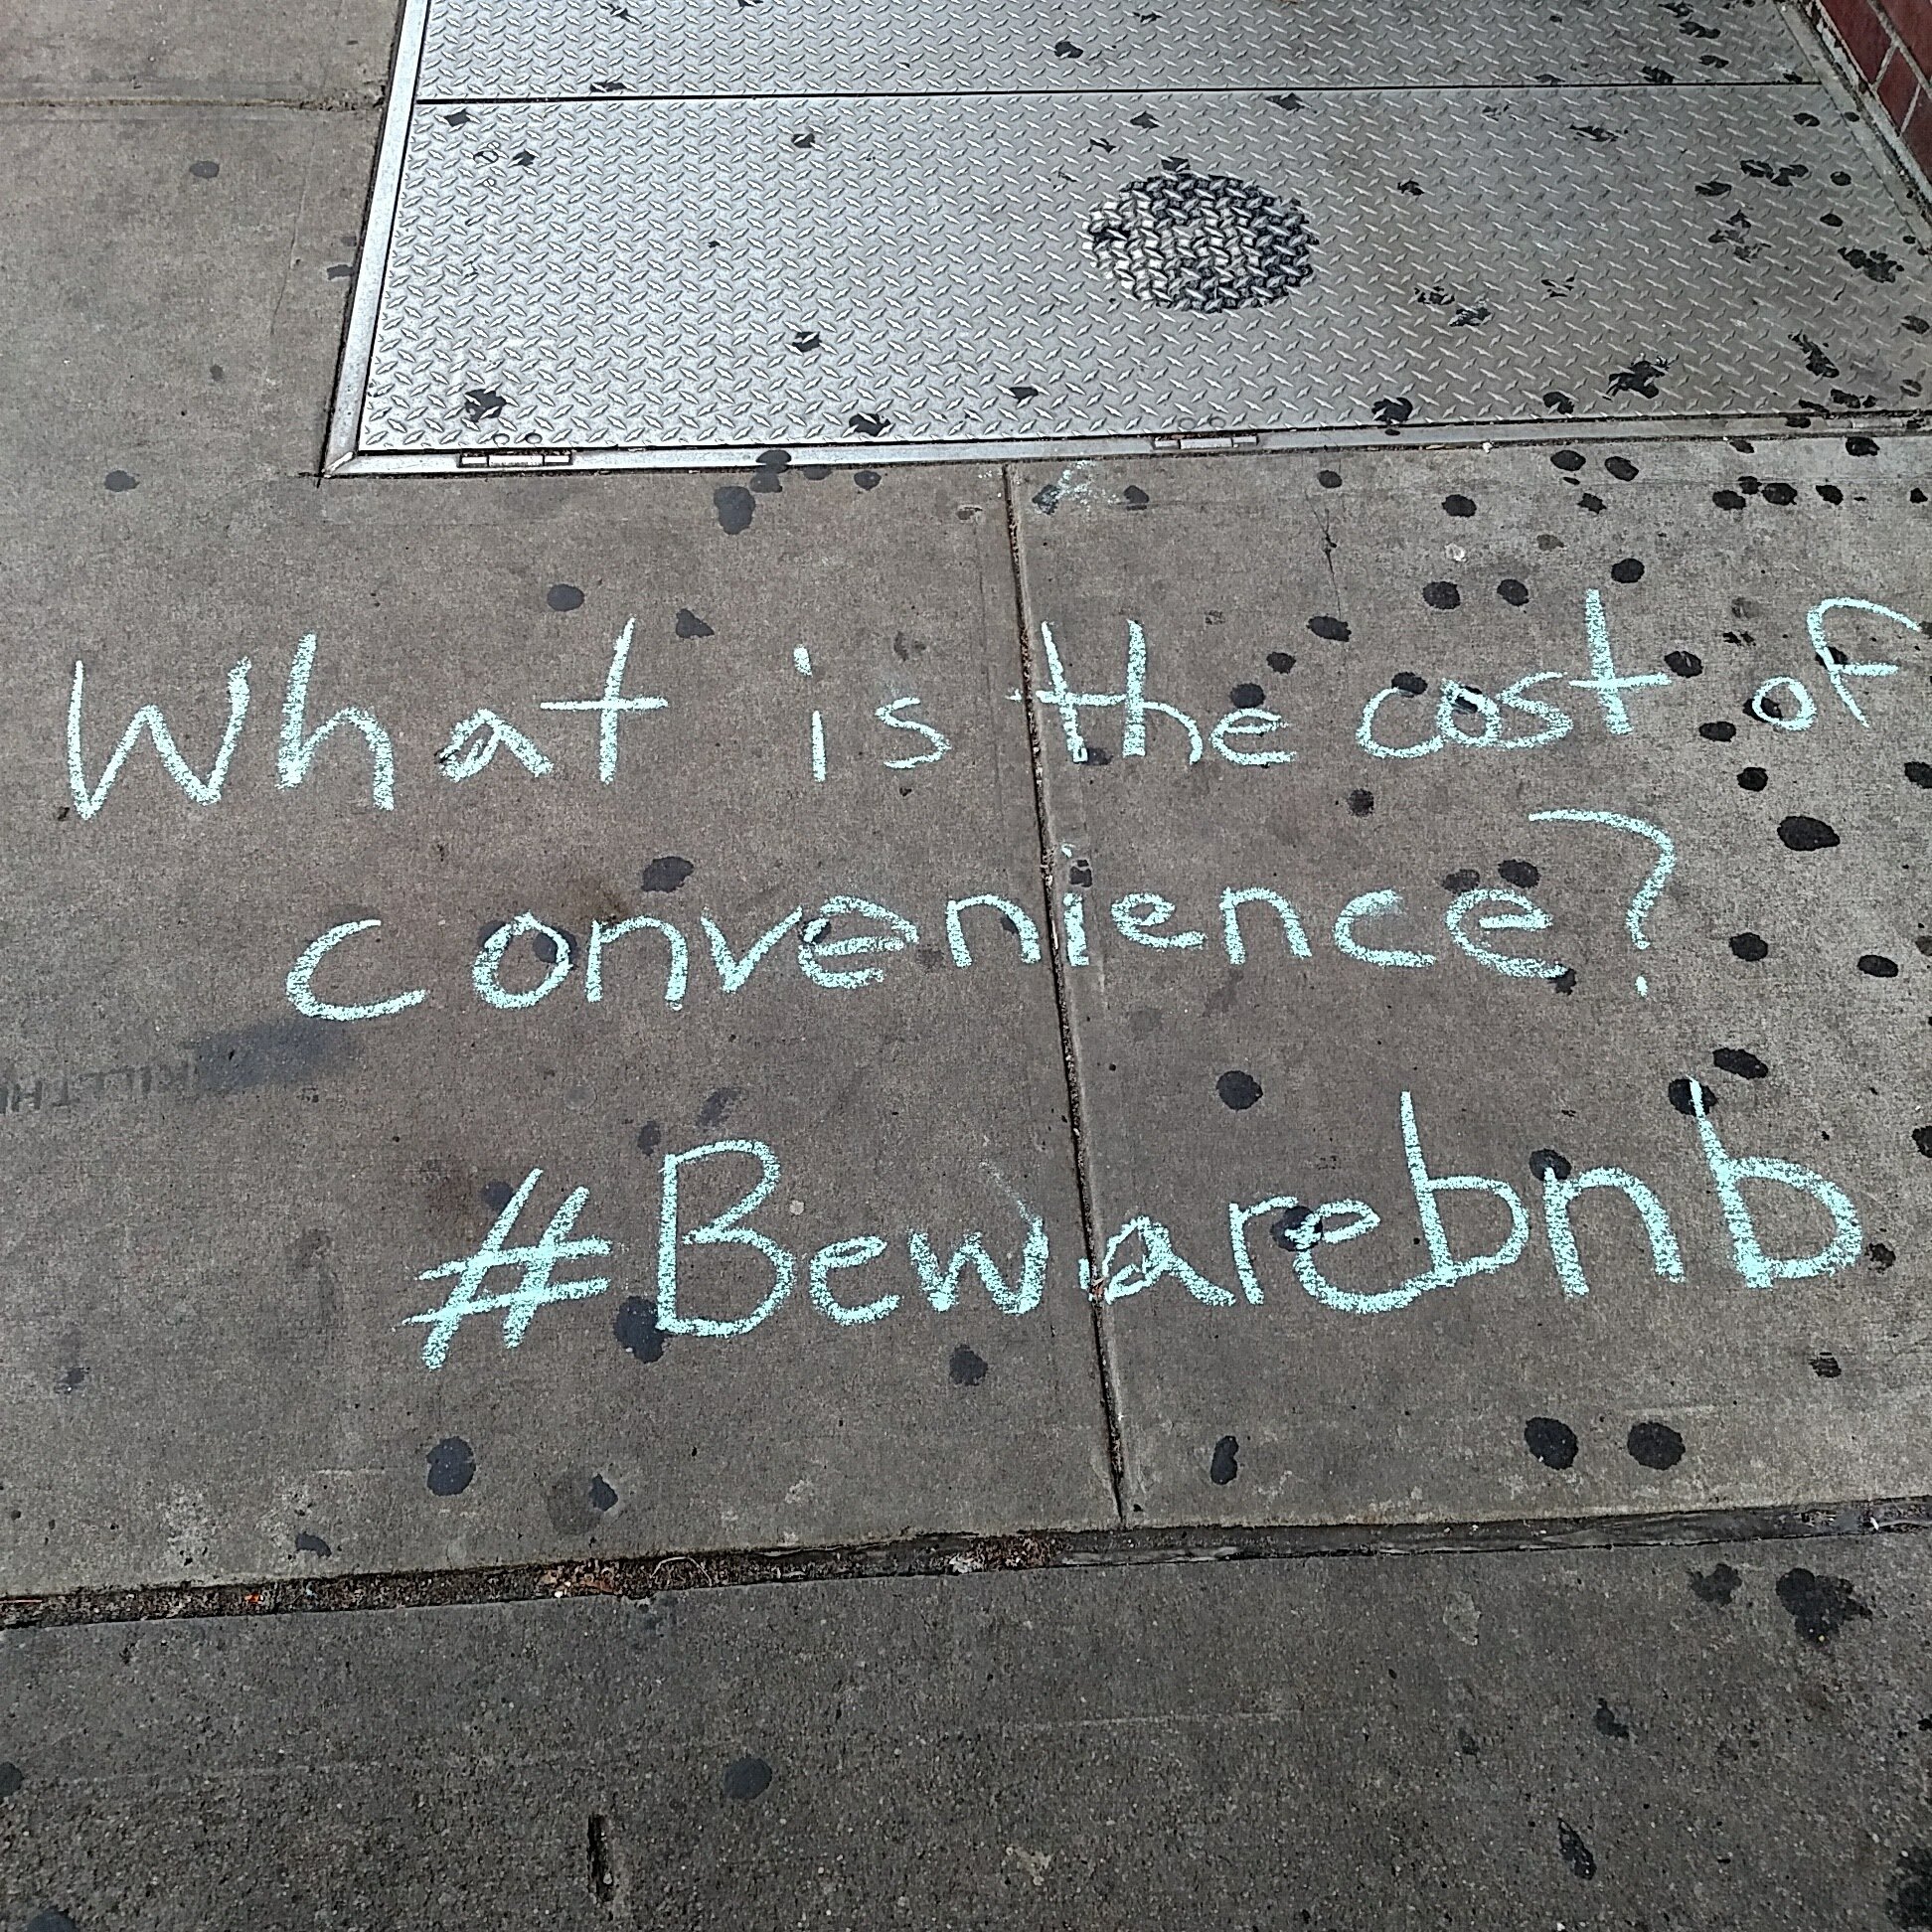 What is the cost of
convenience?
#Bewarebnb